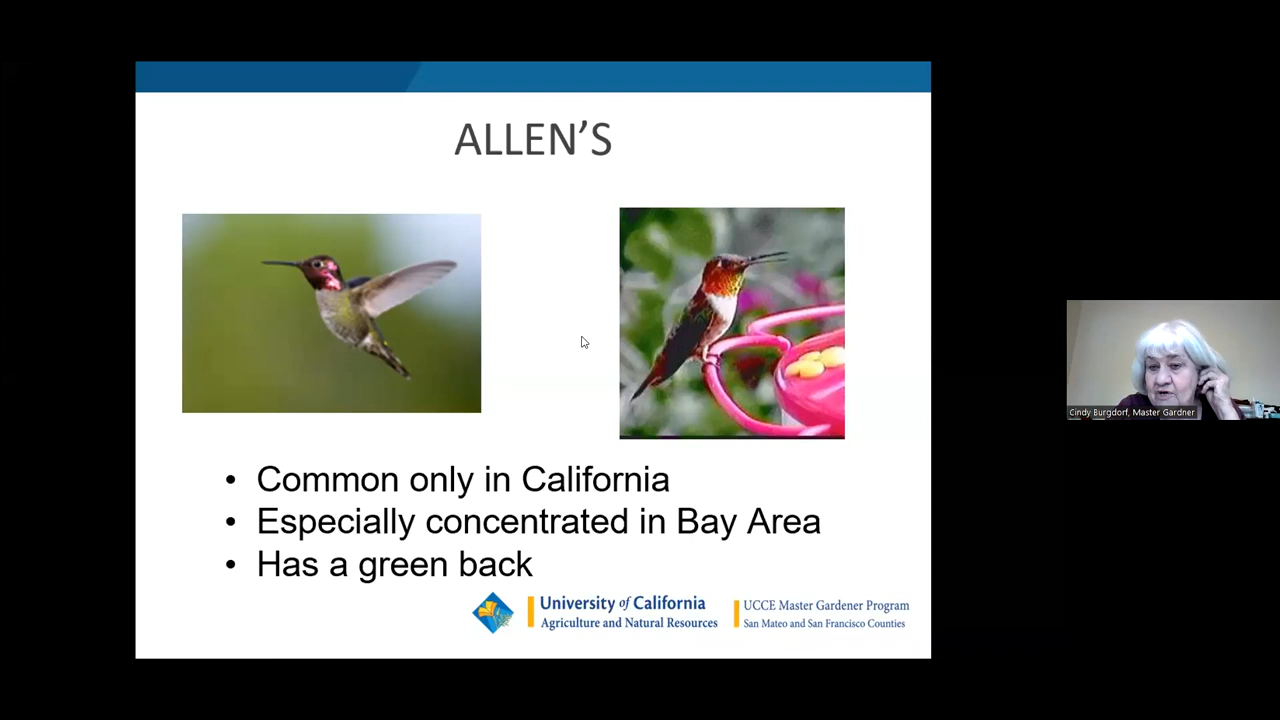 ALLEN’S
• Common only in California
• Especially concentrated in Bay Area
• Has a green back
University of California
Agriculture and Natural Resources
UCCE Master Gardener Program
San Mateo and San Francisco Counties
Cindy Burgdorf, Master Gardner